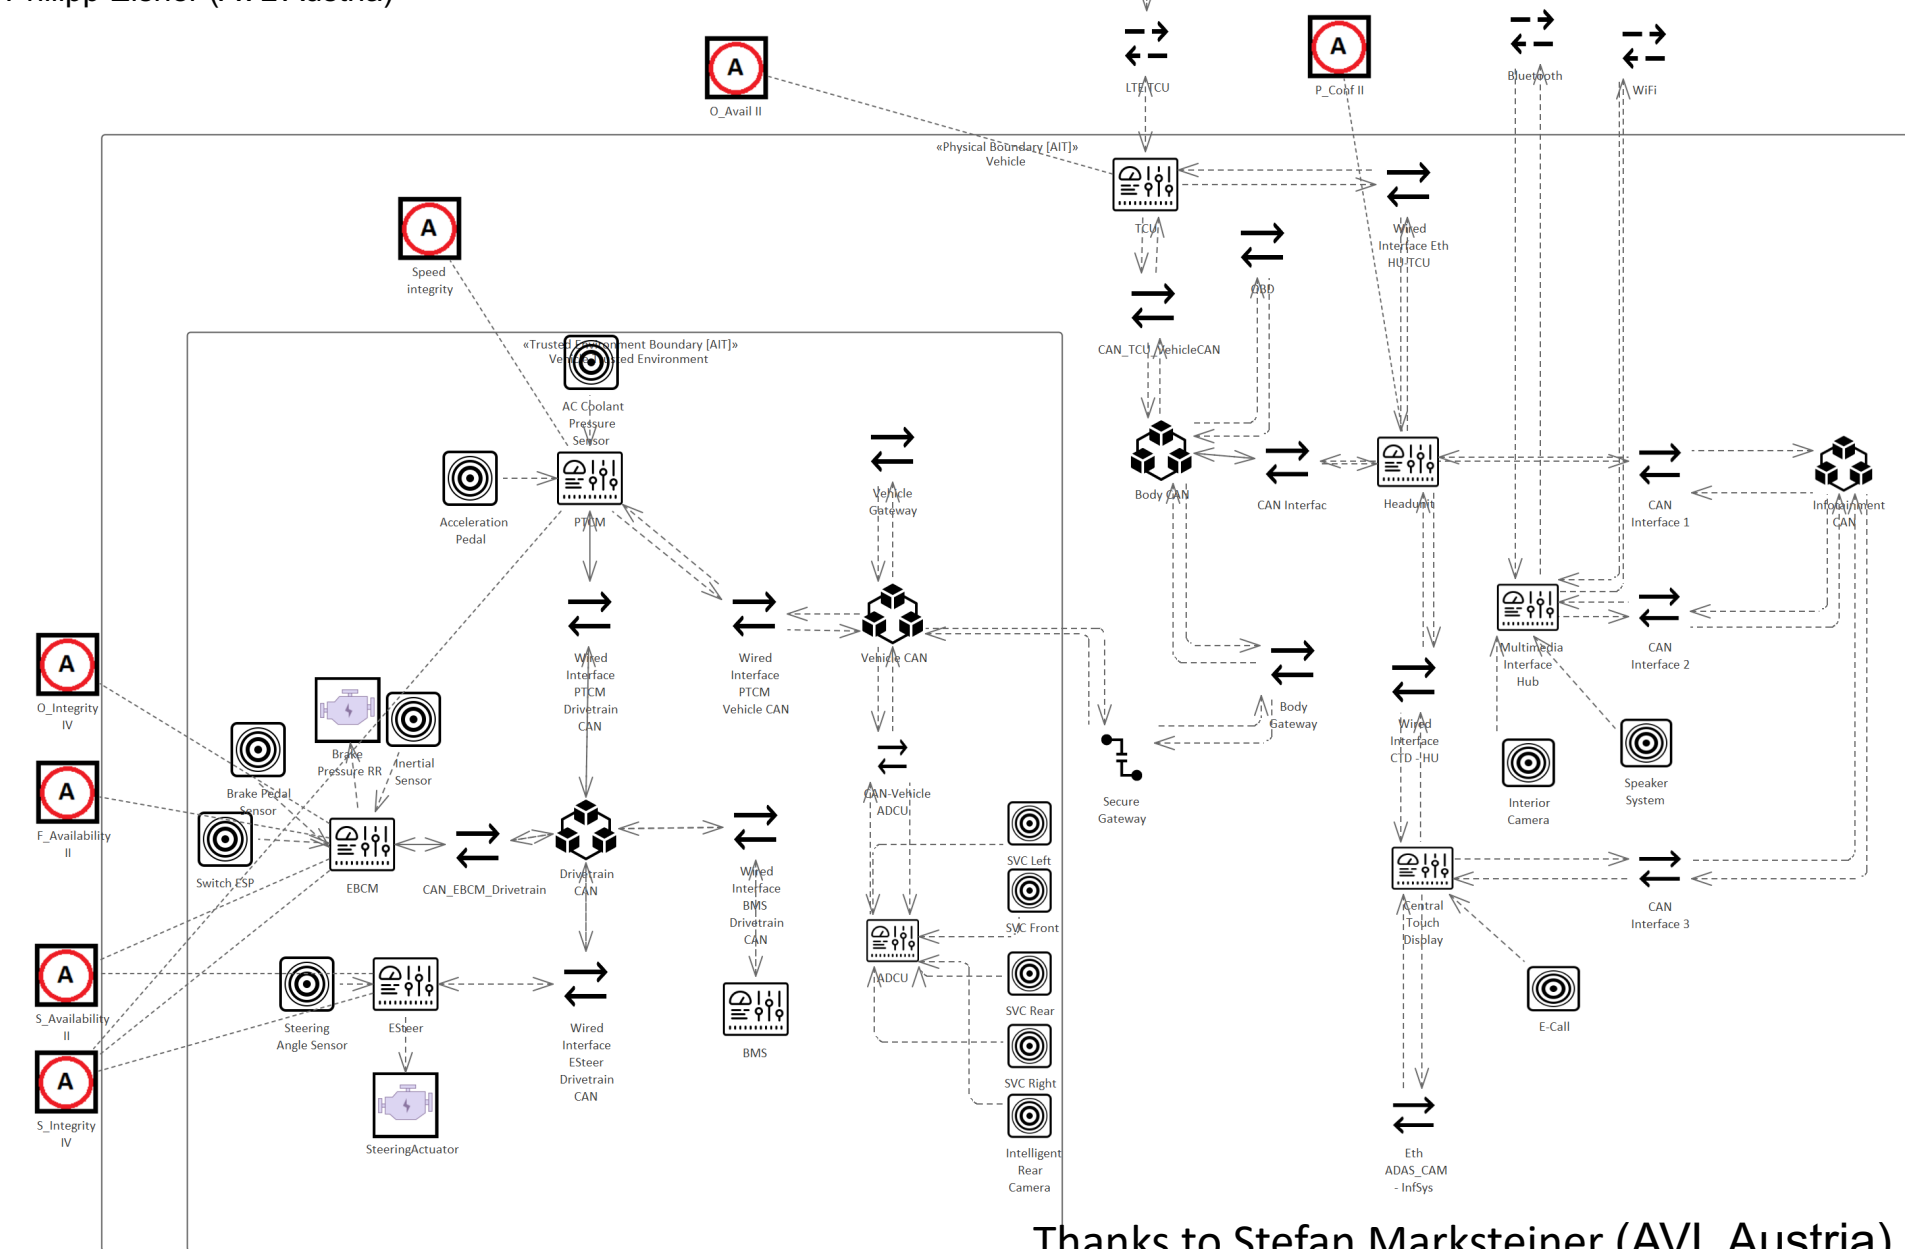 LTE TCU
Bluetooth
WiFi
P_Conf II
O_Avail II
«Physical Boundary [AIT]»
Vehicle
TCU
Wired
Interface Eth
HU-TCU
OBD
Speed
integrity
CAN_TCU_VehicleCAN
«Trusted Environment Boundary [AIT]»
Vehicle Trusted Environment
AC Coolant
Pressure
Sensor
Acceleration
Pedal
PTCM
Vehicle
Gateway
Body CAN
CAN Interfac
Headunit
CAN
Interface 1
Infotainment
CAN
Wired
Interface
PTCM
Drivetrain
CAN
Wired
Interface
PTCM
Vehicle CAN
Vehicle CAN
Multimedia
Interface
Hub
CAN
Interface 2
O_Integrity
IV
Body
Gateway
Wired
Interface
CTD - HU
Brake
Pressure RR
Inertial
Sensor
Brake Pedal
Sensor
CAN-Vehicle
ADCU
Secure
Gateway
Interior
Camera
Speaker
System
F_Availability
II
Switch ESP
EBCM
CAN_EBCM_Drivetrain
Drivetrain
CAN
Wired
Interface
BMS
Drivetrain
CAN
SVC Left
SVC Front
Central
Touch
Display
CAN
Interface 3
ADCU
SVC Rear
S_Availability
II
Steering
Angle Sensor
ESteer
Wired
Interface
ESteer
Drivetrain
CAN
BMS
E-Call
SVC Right
S_Integrity
IV
SteeringActuator
Intelligent
Rear
Camera
Eth
ADAS_CAM
- InfSys
Thanks to Stefan Marksteiner (AVL Austria)